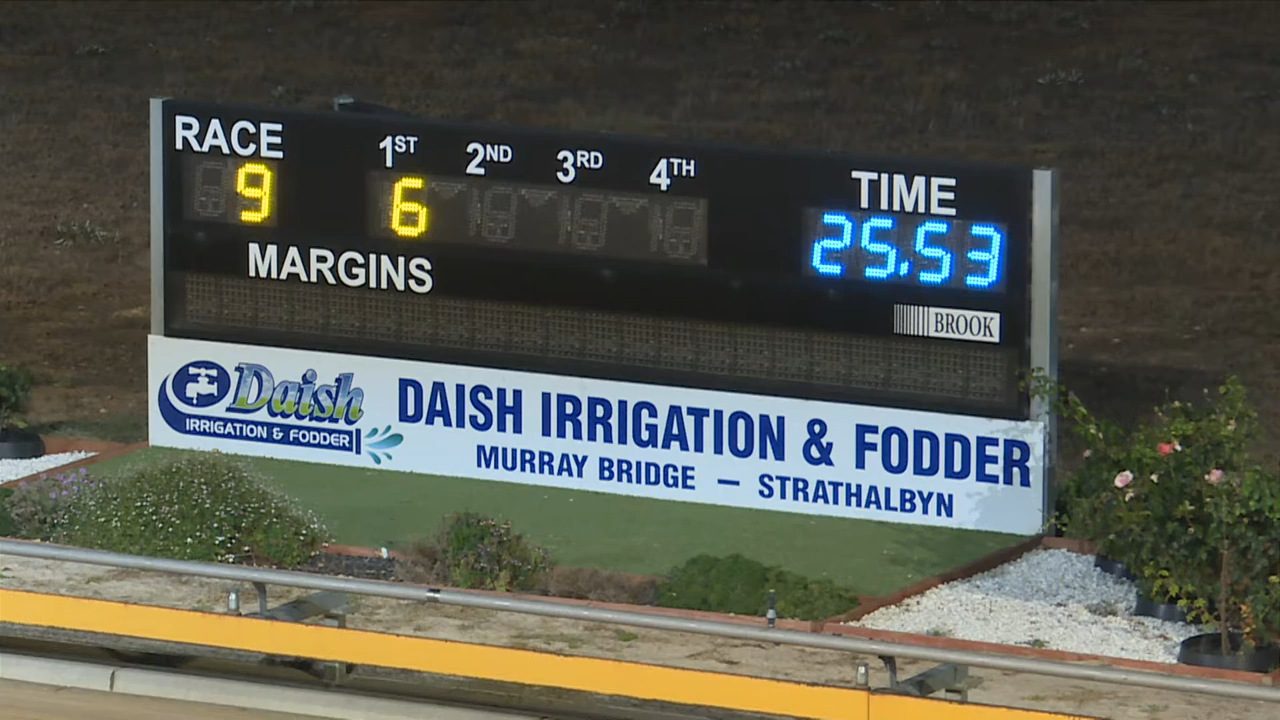 RACE 1ST 2ND 3RD 4TH TIME
9 6 25.53
MARGINS
BROOK
Daish
IRRIGATION & FODDER
DAISH IRRIGATION & FODDER
MURRAY BRIDGE — STRATHALBYN